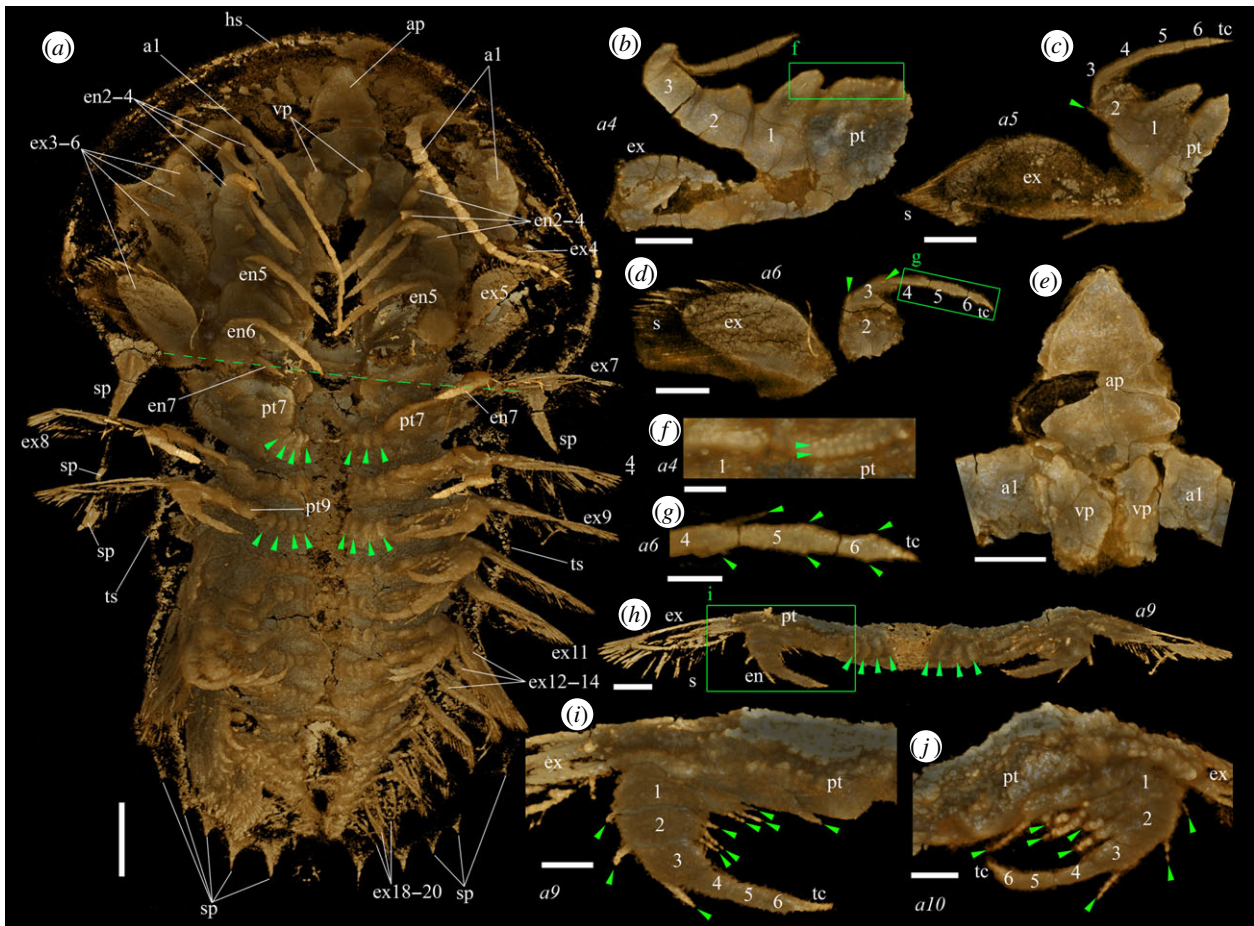 (a)
hs
ap
a1
a1
en2–4
vp
ex3–6
en2–4
ex4
en5
en5
ex5
en6
ex7
sp
en7
pt7
pt7
en7
sp
ex8
sp
pt9
ex9
sp
ts
ts
ex11
ex12–14
sp
ex18–20
sp
(b)
f
3
a4
2
1
pt
ex
(c)
4 5 6 tc
3
2
a5
1
pt
ex
s
(d)
a6
g
s
ex
3
4 5 6 tc
2
(e)
ap
a1
vp
vp
a1
(f)
4
4
a4
1
pt
(g)
a6
4
5
6
tc
(h)
i
ex
pt
a9
s
en
(i)
ex
1
pt
2
3
4
5
6
tc
a9
(j)
pt
1
ex
2
3
tc
6 5 4
a10